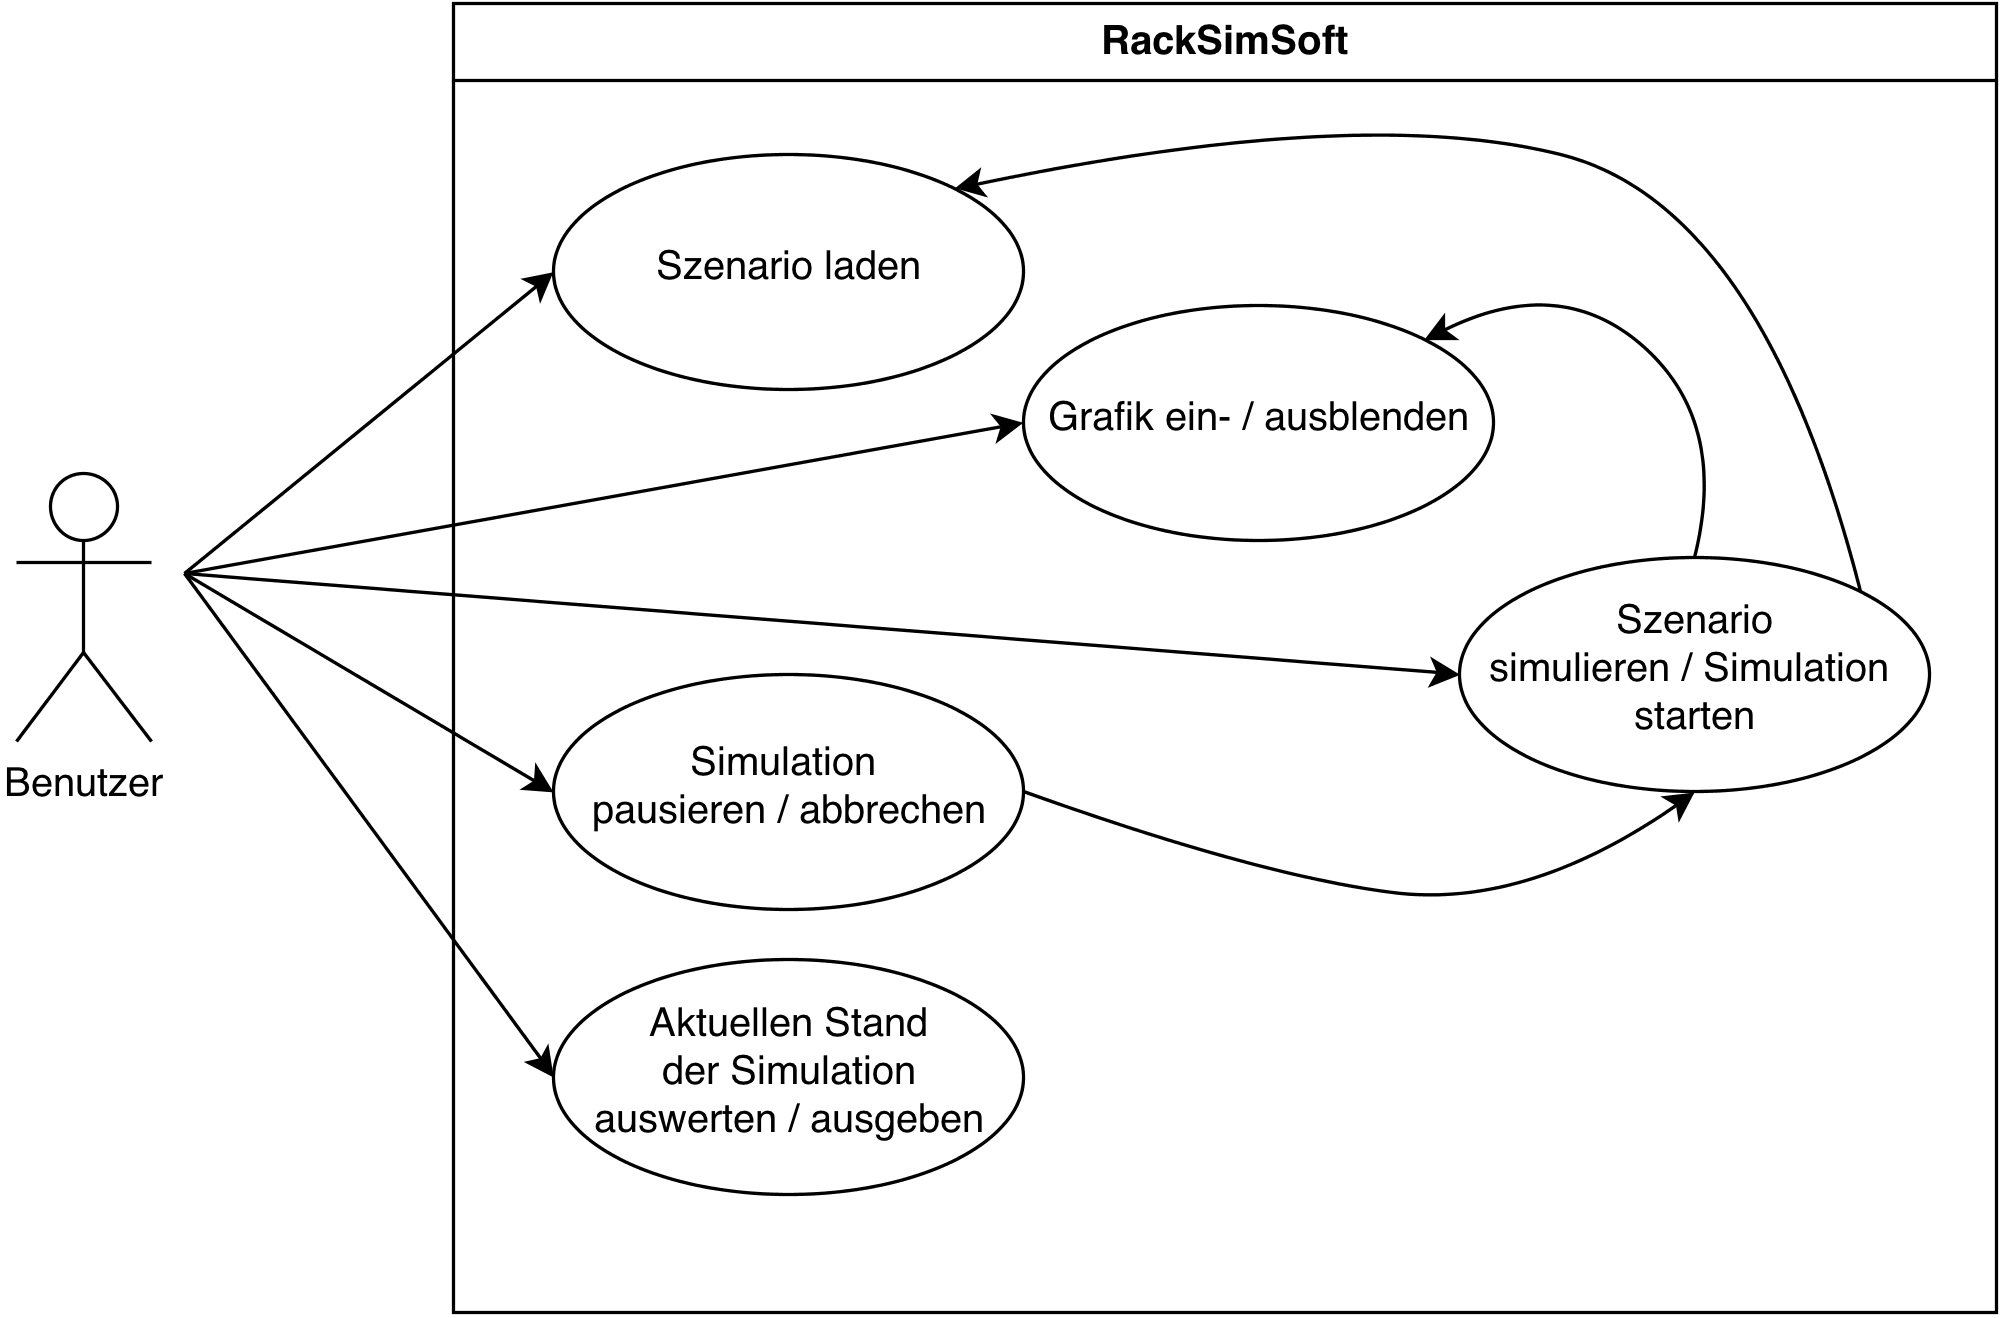 RackSimSoft
Szenario laden
Grafik ein- / ausblenden
Szenario
simulieren / Simulation
starten
Simulation
pausieren / abbrechen
Benutzer
Aktuellen Stand
der Simulation
auswerten / ausgeben